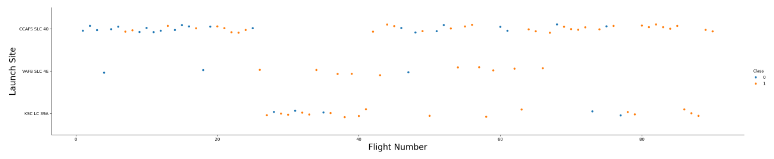 Launch Site
CCAFS SLC 40
VAFB SLC 4E
KSC LC 39A
0
20
40
60
80
Flight Number
Class
0
1